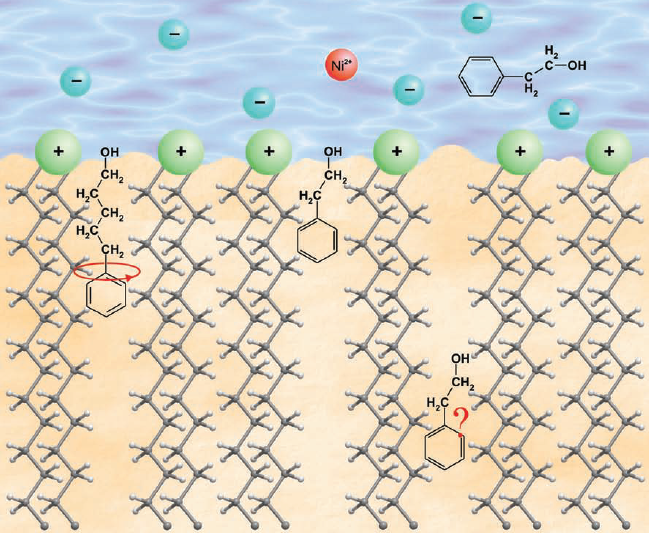 −
−
−
−
−
−
Ni²⁺
H₂
C
OH
C
H₂
+
+
+
+
+
+
OH
CH₂
H₂C
CH₂
H₂C
CH₂
OH
CH₂
H₂C
OH
CH₂
H₂C
?